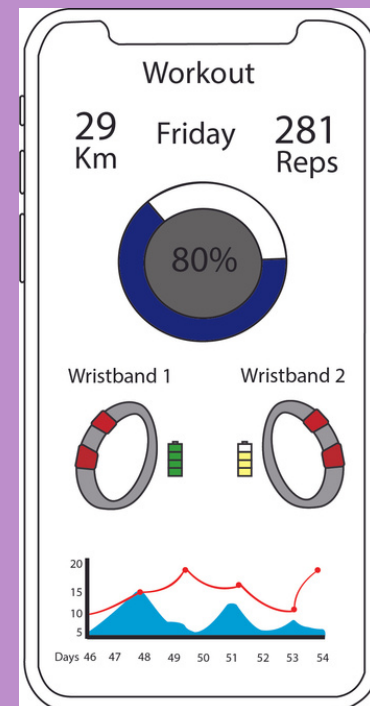 Workout
29 Km
Friday
281 Reps
80%
Wristband 1
Wristband 2
20
15
10
5
Days 46 47 48 49 50 51 52 53 54